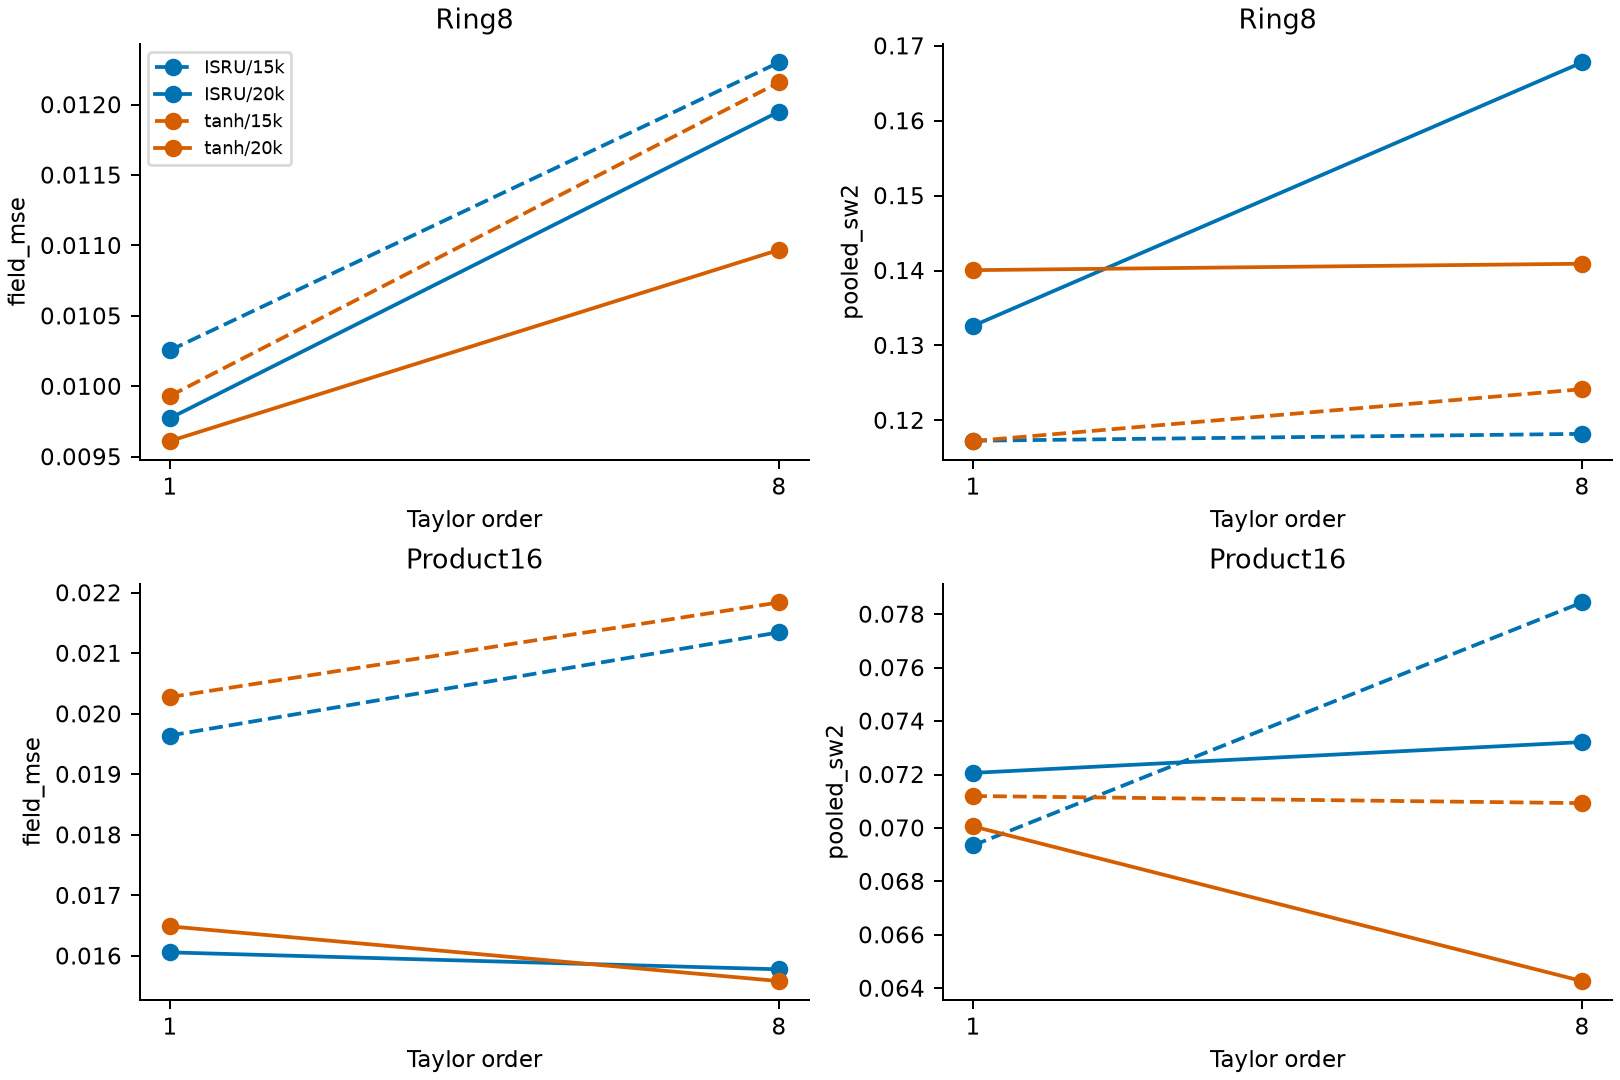 Ring8
ISRU/15k
ISRU/20k
tanh/15k
tanh/20k
0.0120
0.0115
0.0110
0.0105
0.0100
0.0095
field_mse
1
8
Taylor order
Ring8
0.17
0.16
0.15
0.14
0.13
0.12
pooled_sw2
1
8
Taylor order
Product16
0.022
0.021
0.020
0.019
0.018
0.017
0.016
field_mse
1
8
Taylor order
Product16
0.078
0.076
0.074
0.072
0.070
0.068
0.066
0.064
pooled_sw2
1
8
Taylor order